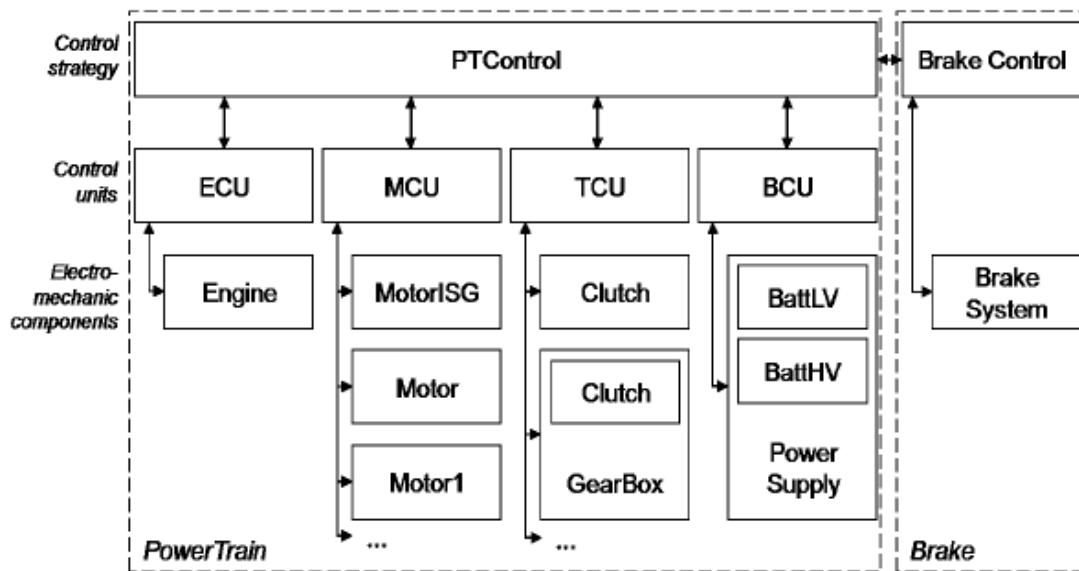 Control
strategy
PTControl
Brake Control
Control
units
ECU
MCU
TCU
BCU
Electro-
mechanic
components
Engine
MotorISG
Clutch
BattLV
Brake
System
Motor
Clutch
BattHV
Motor1
GearBox
Power
Supply
...
...
PowerTrain
Brake